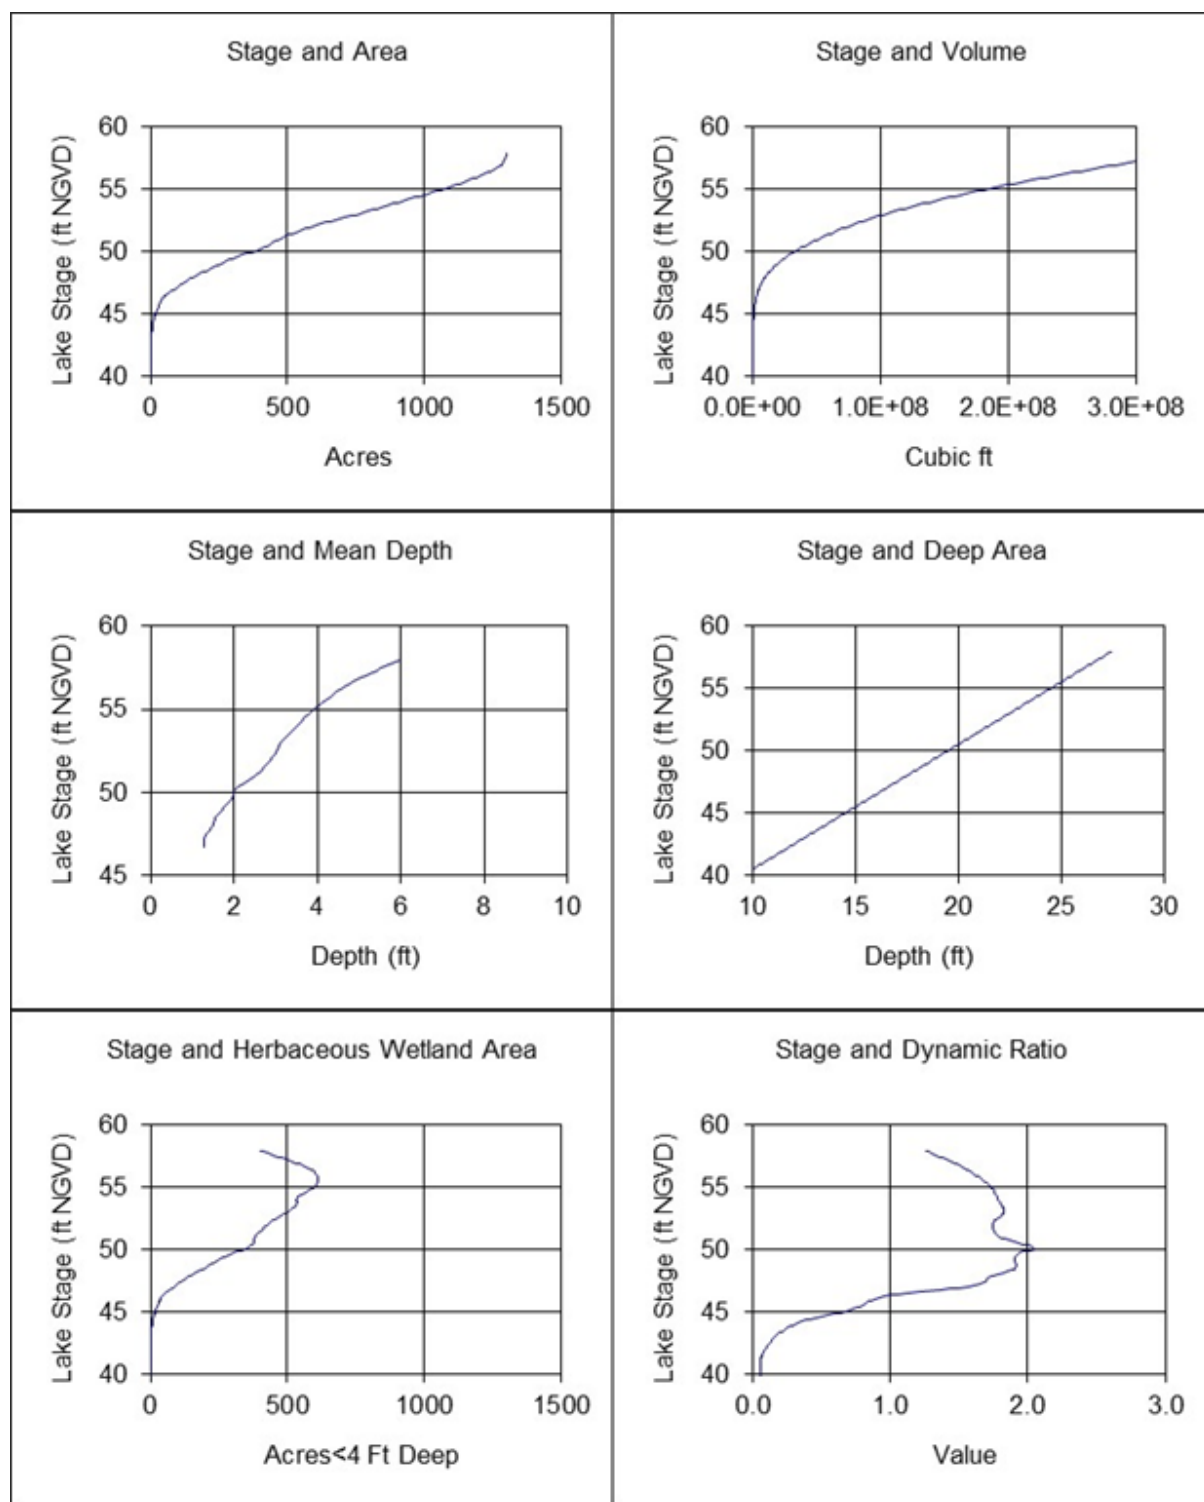 Stage and Area
Lake Stage (ft NGVD)
60
55
50
45
40
0 500 1000 1500
Acres
Stage and Volume
Lake Stage (ft NGVD)
60
55
50
45
40
0.0E+00 1.0E+08 2.0E+08 3.0E+08
Cubic ft
Stage and Mean Depth
Lake Stage (ft NGVD)
60
55
50
45
0 2 4 6 8 10
Depth (ft)
Stage and Deep Area
Lake Stage (ft NGVD)
60
55
50
45
40
10 15 20 25 30
Depth (ft)
Stage and Herbaceous Wetland Area
Lake Stage (ft NGVD)
60
55
50
45
40
0 500 1000 1500
Acres<4 Ft Deep
Stage and Dynamic Ratio
Lake Stage (ft NGVD)
60
55
50
45
40
0.0 1.0 2.0 3.0
Value